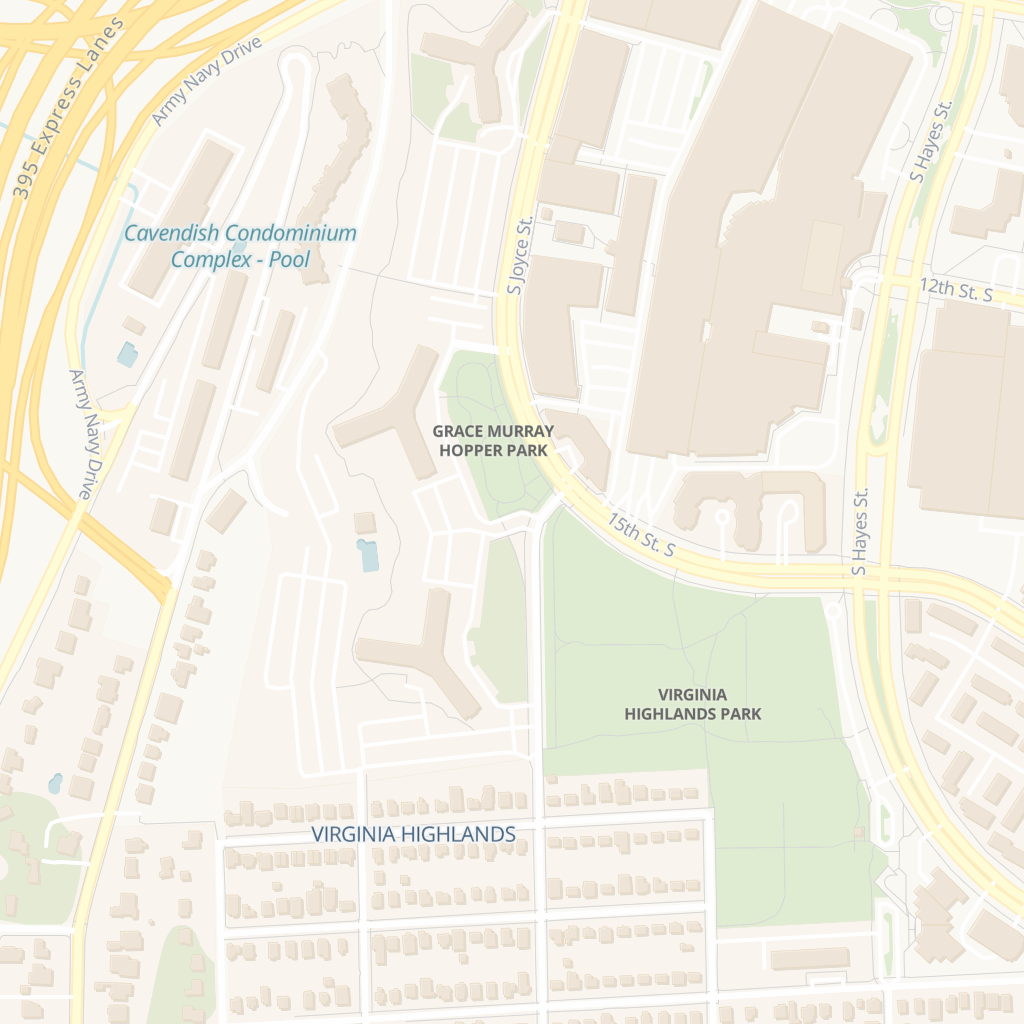 395 Express Lanes
Army Navy Drive
S Hayes St.
Cavendish Condominium
Complex - Pool
S Joyce St.
12th St. S
Army Navy Drive
GRACE MURRAY
HOPPER PARK
15th St. S
S Hayes St.
VIRGINIA
HIGHLANDS PARK
VIRGINIA HIGHLANDS